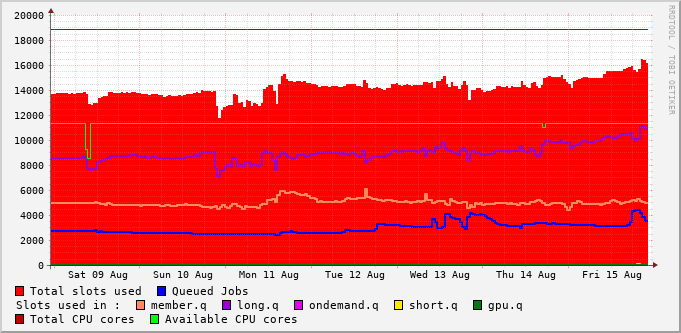 20000
18000
16000
14000
12000
10000
8000
6000
4000
2000
0
Sat 09 Aug Sun 10 Aug Mon 11 Aug Tue 12 Aug Wed 13 Aug Thu 14 Aug Fri 15 Aug
Total slots used Queued Jobs
Slots used in : member.q long.q ondemand.q short.q gpu.q
Total CPU cores Available CPU cores
RRDTOOL / TOBI OETIKER